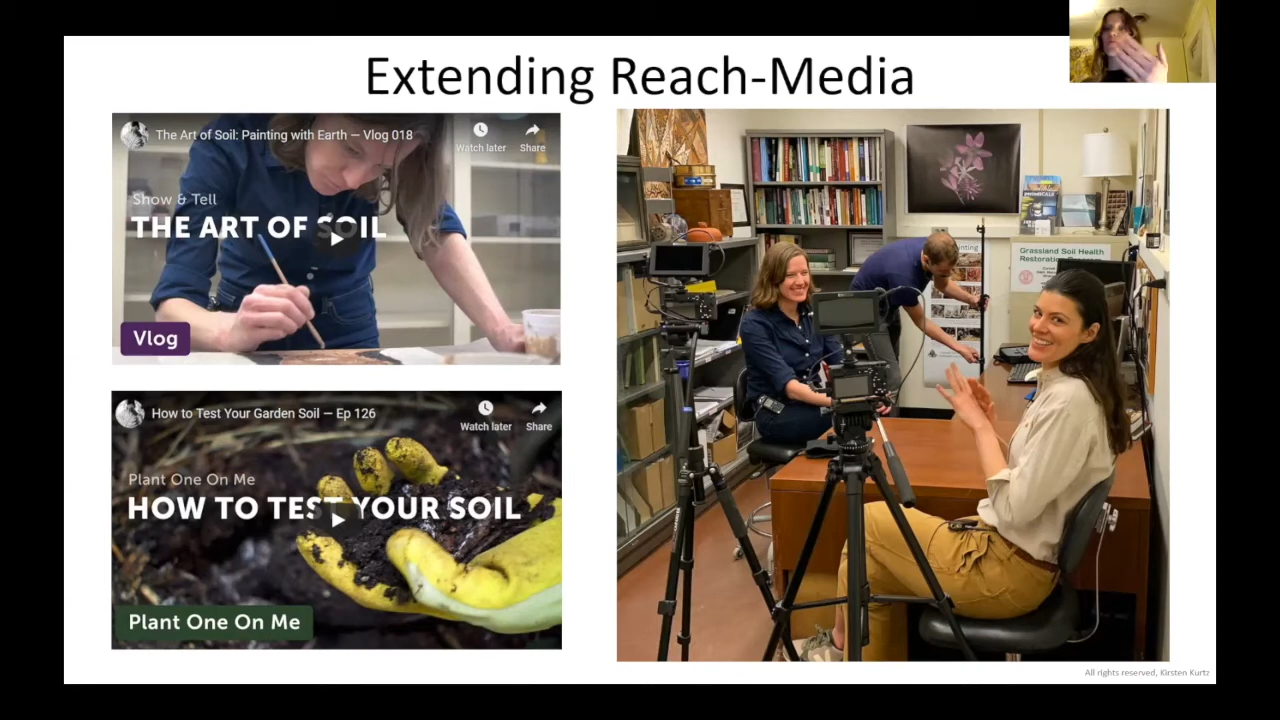 Extending Reach-Media
The Art of Soil: Painting with Earth — Vlog 018
Watch later
Share
Show & Tell
THE ART OF SOIL
Vlog
How to Test Your Garden Soil — Ep 126
Watch later
Share
Plant One On Me
HOW TO TEST YOUR SOIL
Plant One On Me
Grassland Soil Health
All rights reserved, Kirsten Kurtz